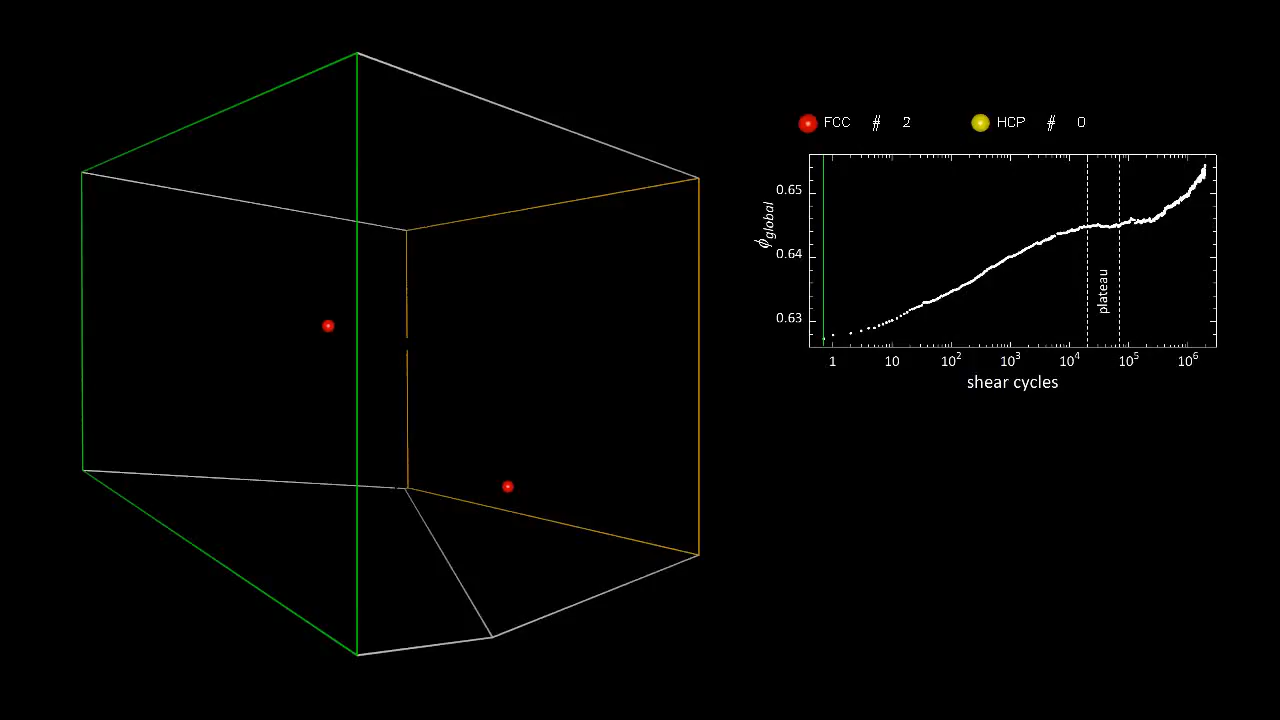 FCC # 2 HCP # 0
0.65
0.64
0.63
ϕglobal
plateau
1 10 10² 10³ 10⁴ 10⁵ 10⁶
shear cycles